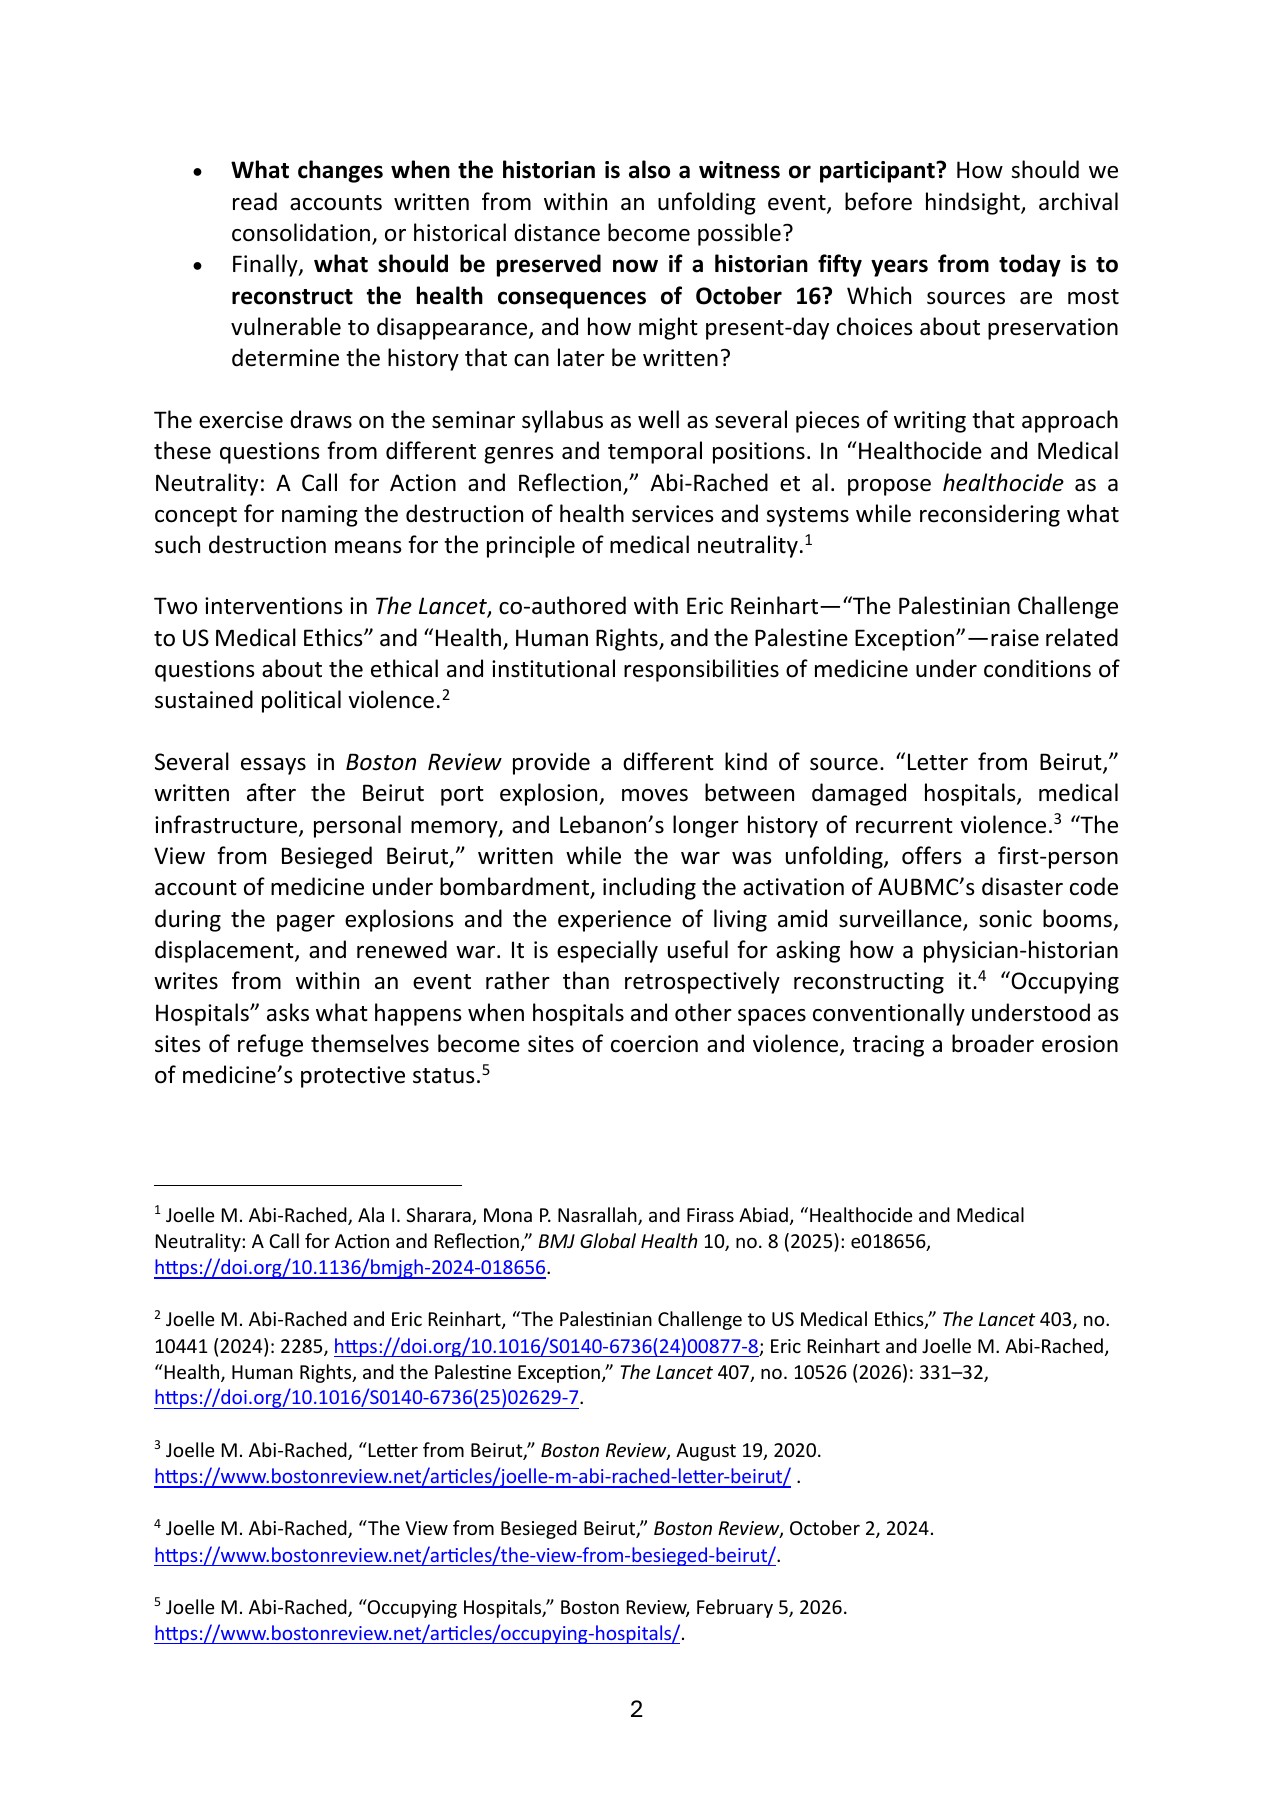 • What changes when the historian is also a witness or participant? How should we
read accounts written from within an unfolding event, before hindsight, archival
consolidation, or historical distance become possible?
• Finally, what should be preserved now if a historian fifty years from today is to
reconstruct the health consequences of October 16? Which sources are most
vulnerable to disappearance, and how might present-day choices about preservation
determine the history that can later be written?
The exercise draws on the seminar syllabus as well as several pieces of writing that approach
these questions from different genres and temporal positions. In “Healthocide and Medical
Neutrality: A Call for Action and Reflection,” Abi-Rached et al. propose healthocide as a
concept for naming the destruction of health services and systems while reconsidering what
such destruction means for the principle of medical neutrality.1
Two interventions in The Lancet, co-authored with Eric Reinhart—“The Palestinian Challenge
to US Medical Ethics” and “Health, Human Rights, and the Palestine Exception”—raise related
questions about the ethical and institutional responsibilities of medicine under conditions of
sustained political violence.2
Several essays in Boston Review provide a different kind of source. “Letter from Beirut,”
written after the Beirut port explosion, moves between damaged hospitals, medical
infrastructure, personal memory, and Lebanon’s longer history of recurrent violence.3 “The
View from Besieged Beirut,” written while the war was unfolding, offers a first-person
account of medicine under bombardment, including the activation of AUBMC’s disaster code
during the pager explosions and the experience of living amid surveillance, sonic booms,
displacement, and renewed war. It is especially useful for asking how a physician-historian
writes from within an event rather than retrospectively reconstructing it.4 “Occupying
Hospitals” asks what happens when hospitals and other spaces conventionally understood as
sites of refuge themselves become sites of coercion and violence, tracing a broader erosion
of medicine’s protective status.5
1 Joelle M. Abi-Rached, Ala I. Sharara, Mona P. Nasrallah, and Firass Abiad, “Healthocide and Medical
Neutrality: A Call for Action and Reflection,” BMJ Global Health 10, no. 8 (2025): e018656,
https://doi.org/10.1136/bmjgh-2024-018656.
2 Joelle M. Abi-Rached and Eric Reinhart, “The Palestinian Challenge to US Medical Ethics,” The Lancet 403, no.
10441 (2024): 2285, https://doi.org/10.1016/S0140-6736(24)00877-8; Eric Reinhart and Joelle M. Abi-Rached,
“Health, Human Rights, and the Palestine Exception,” The Lancet 407, no. 10526 (2026): 331–32,
https://doi.org/10.1016/S0140-6736(25)02629-7.
3 Joelle M. Abi-Rached, “Letter from Beirut,” Boston Review, August 19, 2020.
https://www.bostonreview.net/articles/joelle-m-abi-rached-letter-beirut/ .
4 Joelle M. Abi-Rached, “The View from Besieged Beirut,” Boston Review, October 2, 2024.
https://www.bostonreview.net/articles/the-view-from-besieged-beirut/.
5 Joelle M. Abi-Rached, “Occupying Hospitals,” Boston Review, February 5, 2026.
https://www.bostonreview.net/articles/occupying-hospitals/.
2